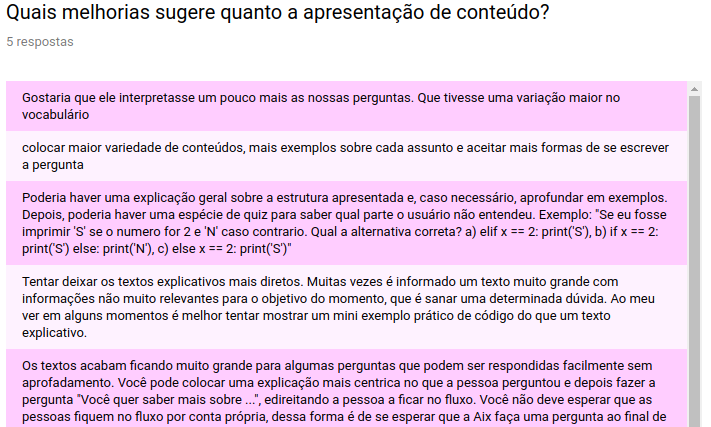 Quais melhorias sugere quanto a apresentação de conteúdo?
5 respostas
Gostaria que ele interpretasse um pouco mais as nossas perguntas. Que tivesse uma variação maior no
vocabulário
colocar maior variedade de conteúdos, mais exemplos sobre cada assunto e aceitar mais formas de se escrever
a pergunta
Poderia haver uma explicação geral sobre a estrutura apresentada e, caso necessário, aprofundar em exemplos.
Depois, poderia haver uma espécie de quiz para saber qual parte o usuário não entendeu. Exemplo: "Se eu fosse
imprimir 'S' se o numero for 2 e 'N' caso contrario. Qual a alternativa correta? a) elif x == 2: print('S'), b) if x == 2:
print('S') else: print('N'), c) else x == 2: print('S')"
Tentar deixar os textos explicativos mais diretos. Muitas vezes é informado um texto muito grande com
informações não muito relevantes para o objetivo do momento, que é sanar uma determinada dúvida. Ao meu
ver em alguns momentos é melhor tentar mostrar um mini exemplo prático de código do que um texto
explicativo.
Os textos acabam ficando muito grande para algumas perguntas que podem ser respondidas facilmente sem
aprofadamento. Você pode colocar uma explicação mais centrica no que a pessoa perguntou e depois fazer a
pergunta "Você quer saber mais sobre ...", edireitando a pessoa a ficar no fluxo. Você não deve esperar que as
pessoas fiquem no fluxo por conta própria, dessa forma é de se esperar que a Aix faça uma pergunta ao final de